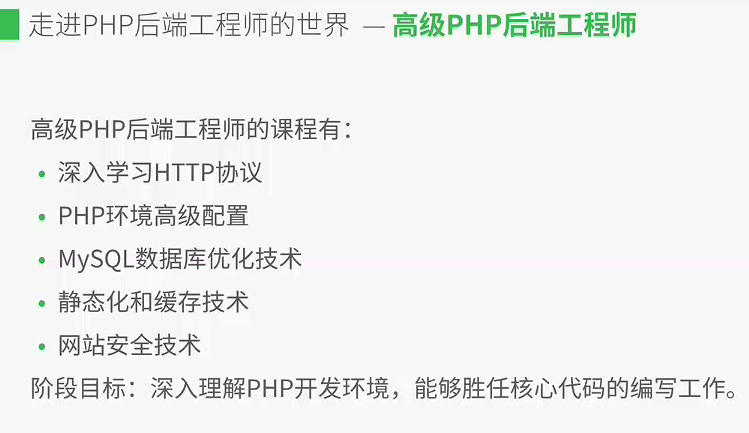 走进PHP后端工程师的世界 — 高级PHP后端工程师
高级PHP后端工程师的课程有：
• 深入学习HTTP协议
• PHP环境高级配置
• MySQL数据库优化技术
• 静态化和缓存技术
• 网站安全技术
阶段目标：深入理解PHP开发环境，能够胜任核心代码的编写工作。